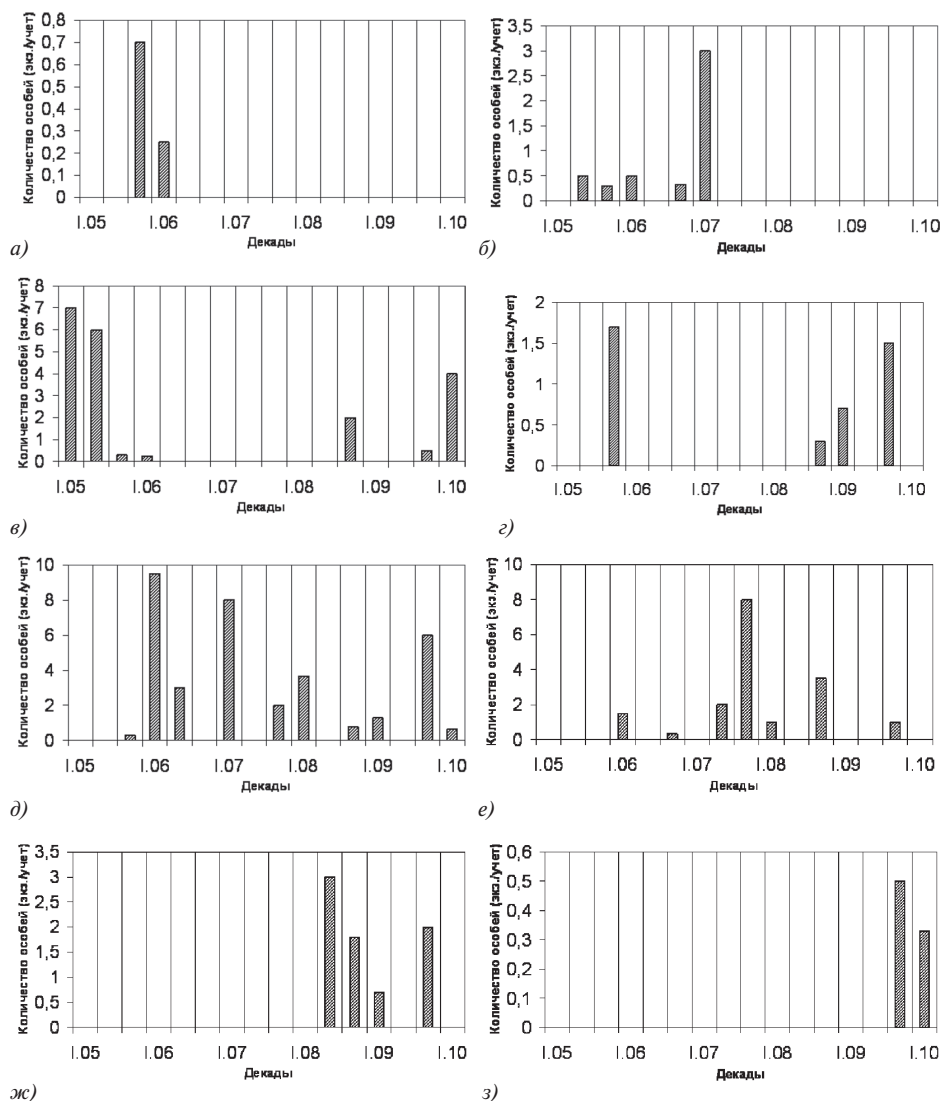 Количество особей (экз./учет)
0,8
0,7
0,6
0,5
0,4
0,3
0,2
0,1
0
I.05 I.06 I.07 I.08 I.09 I.10
Декады
а)
Количество особей (экз./учет)
3,5
3
2,5
2
1,5
1
0,5
0
I.05 I.06 I.07 I.08 I.09 I.10
Декады
б)
Количество особей (экз./учет)
8
7
6
5
4
3
2
1
0
I.05 I.06 I.07 I.08 I.09 I.10
Декады
в)
Количество особей (экз./учет)
2
1,5
1
0,5
0
I.05 I.06 I.07 I.08 I.09 I.10
Декады
г)
Количество особей (экз./учет)
10
8
6
4
2
0
I.05 I.06 I.07 I.08 I.09 I.10
Декады
д)
Количество особей (экз./учет)
10
8
6
4
2
0
I.05 I.06 I.07 I.08 I.09 I.10
Декады
е)
Количество особей (экз./учет)
3,5
3
2,5
2
1,5
1
0,5
0
I.05 I.06 I.07 I.08 I.09 I.10
Декады
ж)
Количество особей (экз./учет)
0,6
0,5
0,4
0,3
0,2
0,1
0
I.05 I.06 I.07 I.08 I.09 I.10
Декады
з)